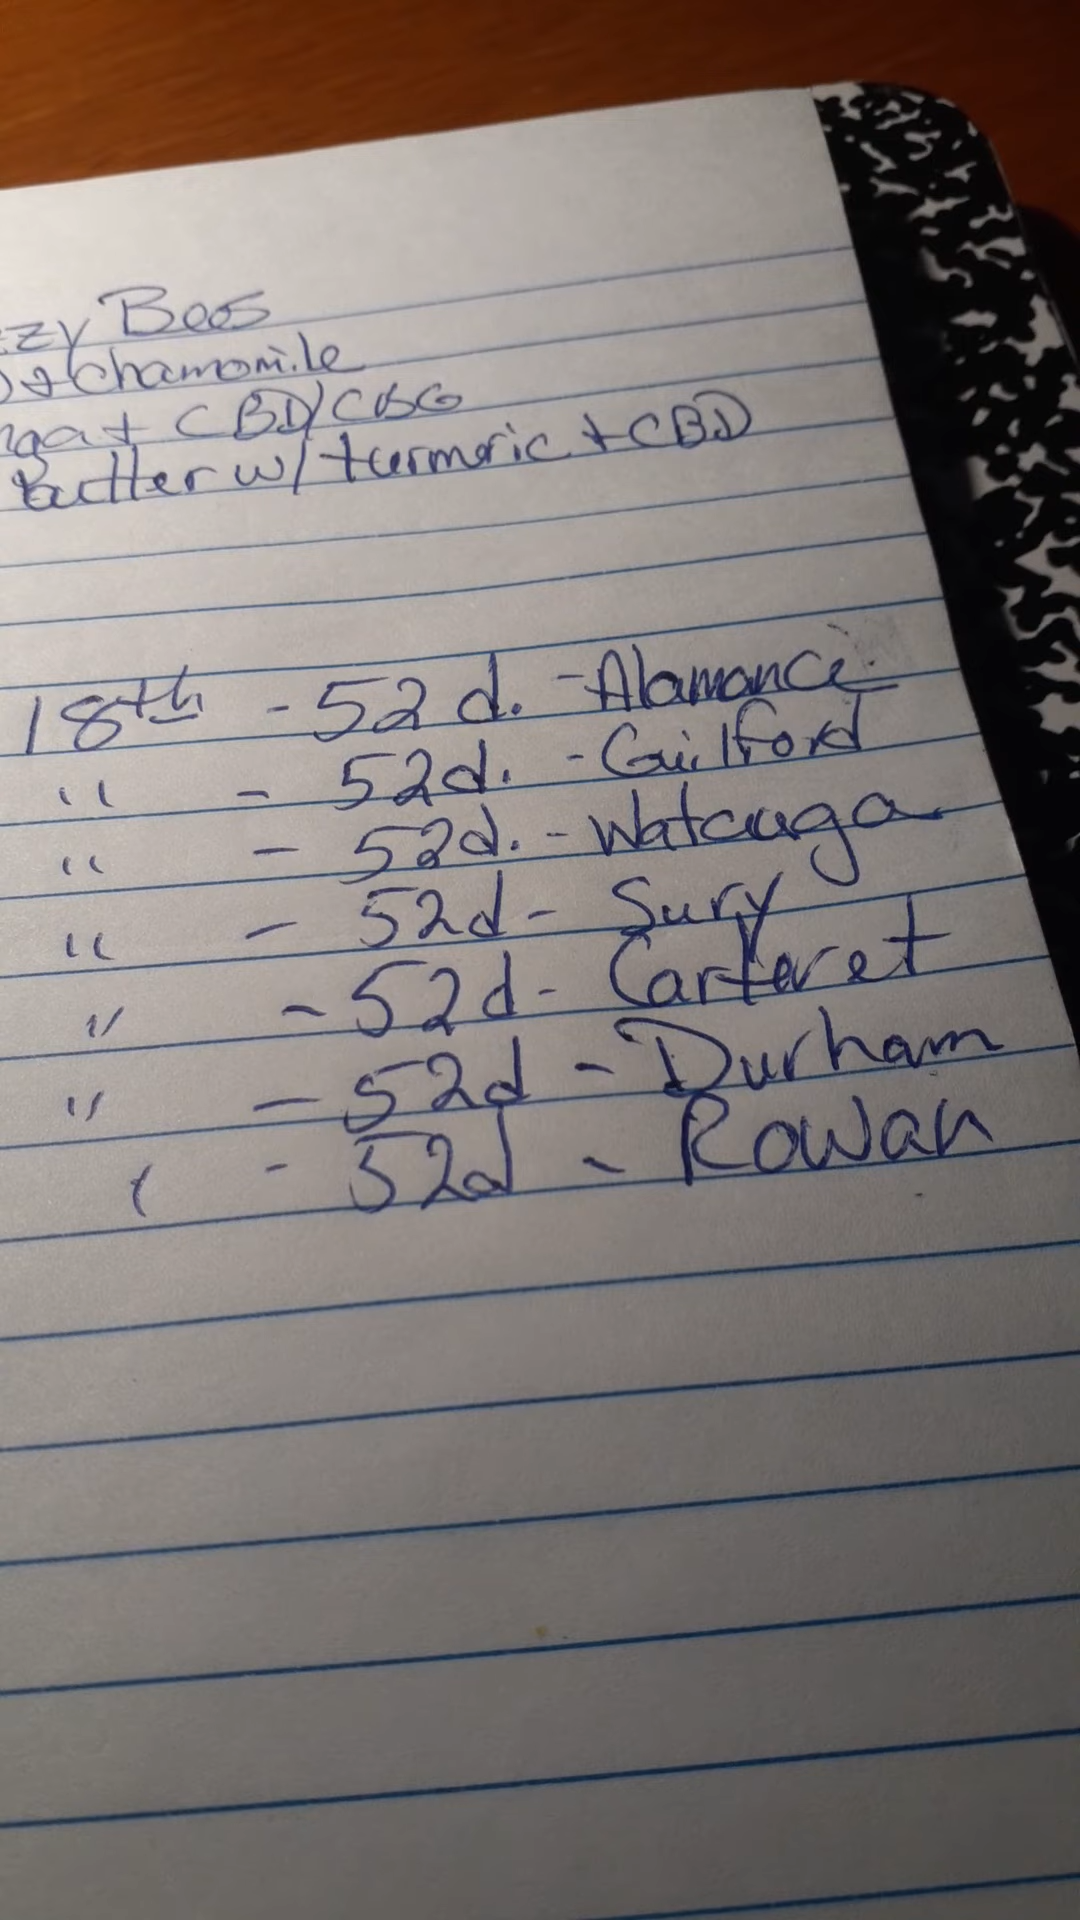 Bees
+ Chamomile
+ CBD/CBG
Butter w/ turmeric + CBD
18th - 52 d. - Alamance.
" - 52d. - Guilford
" - 52d. - Watauga
" - 52d - Surry
" - 52d - Carteret
" - 52d - Durham
' - 52d - Rowan